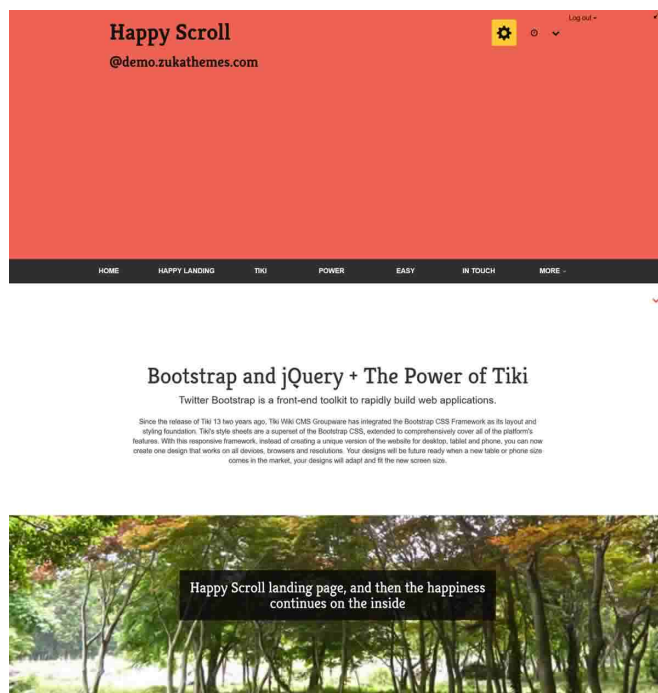 Happy Scroll
Log out
@demo.zukathemes.com
HOME HAPPY LANDING TIKI POWER EASY IN TOUCH MORE
Bootstrap and jQuery + The Power of Tiki
Twitter Bootstrap is a front-end toolkit to rapidly build web applications.
Since the release of Tiki 13 two years ago, Tiki Wiki CMS Groupware has integrated the Bootstrap CSS Framework as its layout and
styling foundation. Tiki's style sheets are a superset of the Bootstrap CSS, extended to comprehensively cover all of the platform's
features. With this responsive framework, instead of creating a unique version of the website for desktop, tablet and phone, you can now
create one design that works on all devices, browsers and resolutions. Your designs will be future ready when a new table or phone size
comes in the market, your designs will adapt and fit the new screen size.
Happy Scroll landing page, and then the happiness
continues on the inside